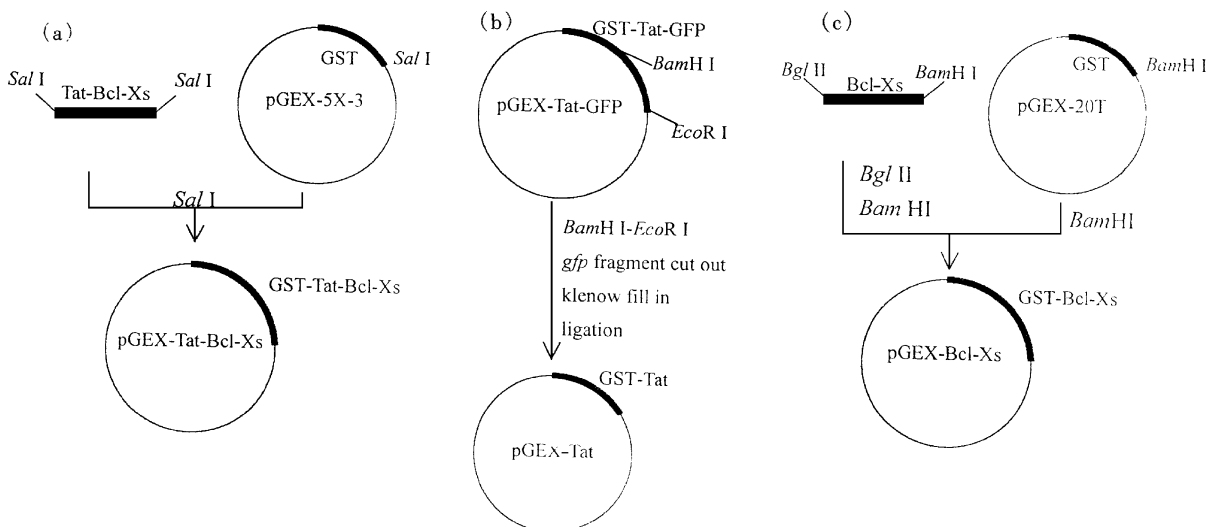 (a)
Sal I
Tat-Bcl-Xs
Sal I
GST
Sal I
pGEX-5X-3
Sal I
GST-Tat-Bcl-Xs
pGEX-Tat-Bcl-Xs
(b)
GST-Tat-GFP
BamH I
pGEX-Tat-GFP
EcoR I
BamH I-EcoR I
gfp fragment cut out
klenow fill in
ligation
GST-Tat
pGEX-Tat
(c)
Bgl II
Bcl-Xs
BamH I
GST
BamH I
pGEX-20T
Bgl II
Bam HI
BamHI
GST-Bcl-Xs
pGEX-Bcl-Xs